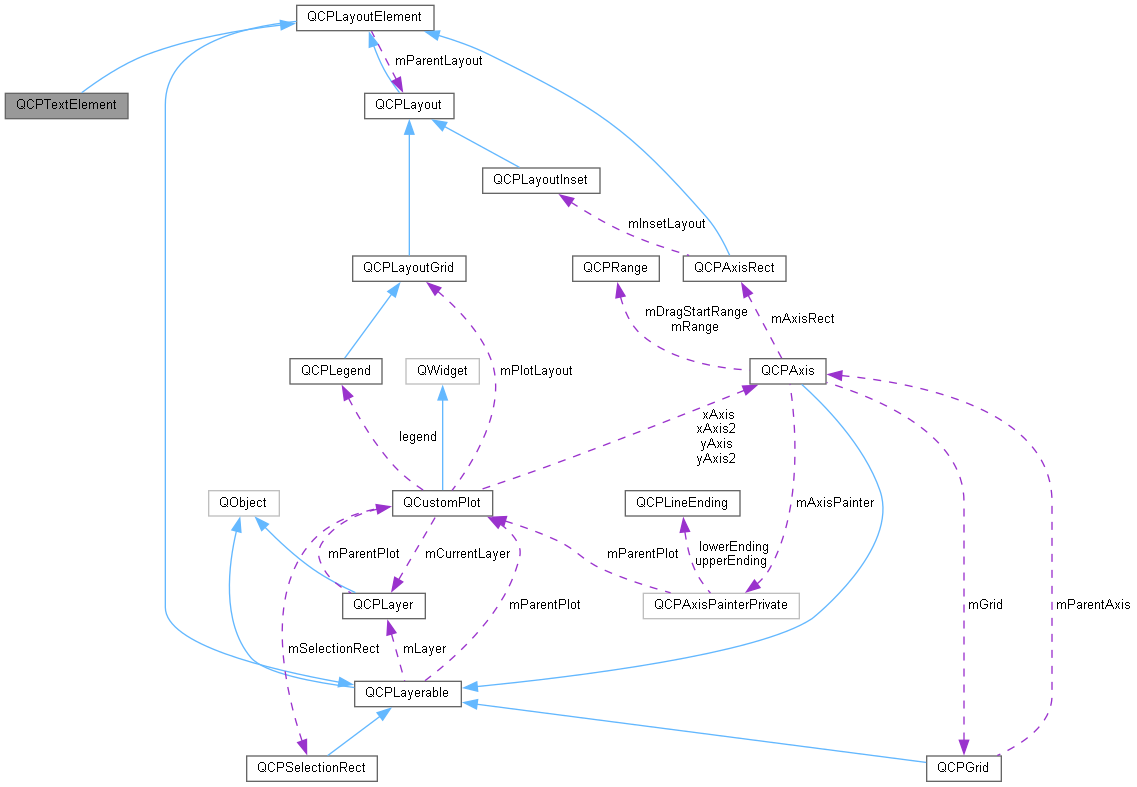 QCPLayoutElement
mParentLayout
QCPTextElement
QCPLayout
QCPLayoutInset
mInsetLayout
QCPLayoutGrid
QCPRange
QCPAxisRect
mDragStartRange
mRange
mAxisRect
QCPLegend
QWidget
mPlotLayout
QCPAxis
legend
xAxis
xAxis2
yAxis
yAxis2
QObject
QCustomPlot
QCPLineEnding
mAxisPainter
mParentPlot
mCurrentLayer
mParentPlot
lowerEnding
upperEnding
QCPLayer
mParentPlot
QCPAxisPainterPrivate
mGrid
mParentAxis
mSelectionRect
mLayer
QCPLayerable
QCPSelectionRect
QCPGrid